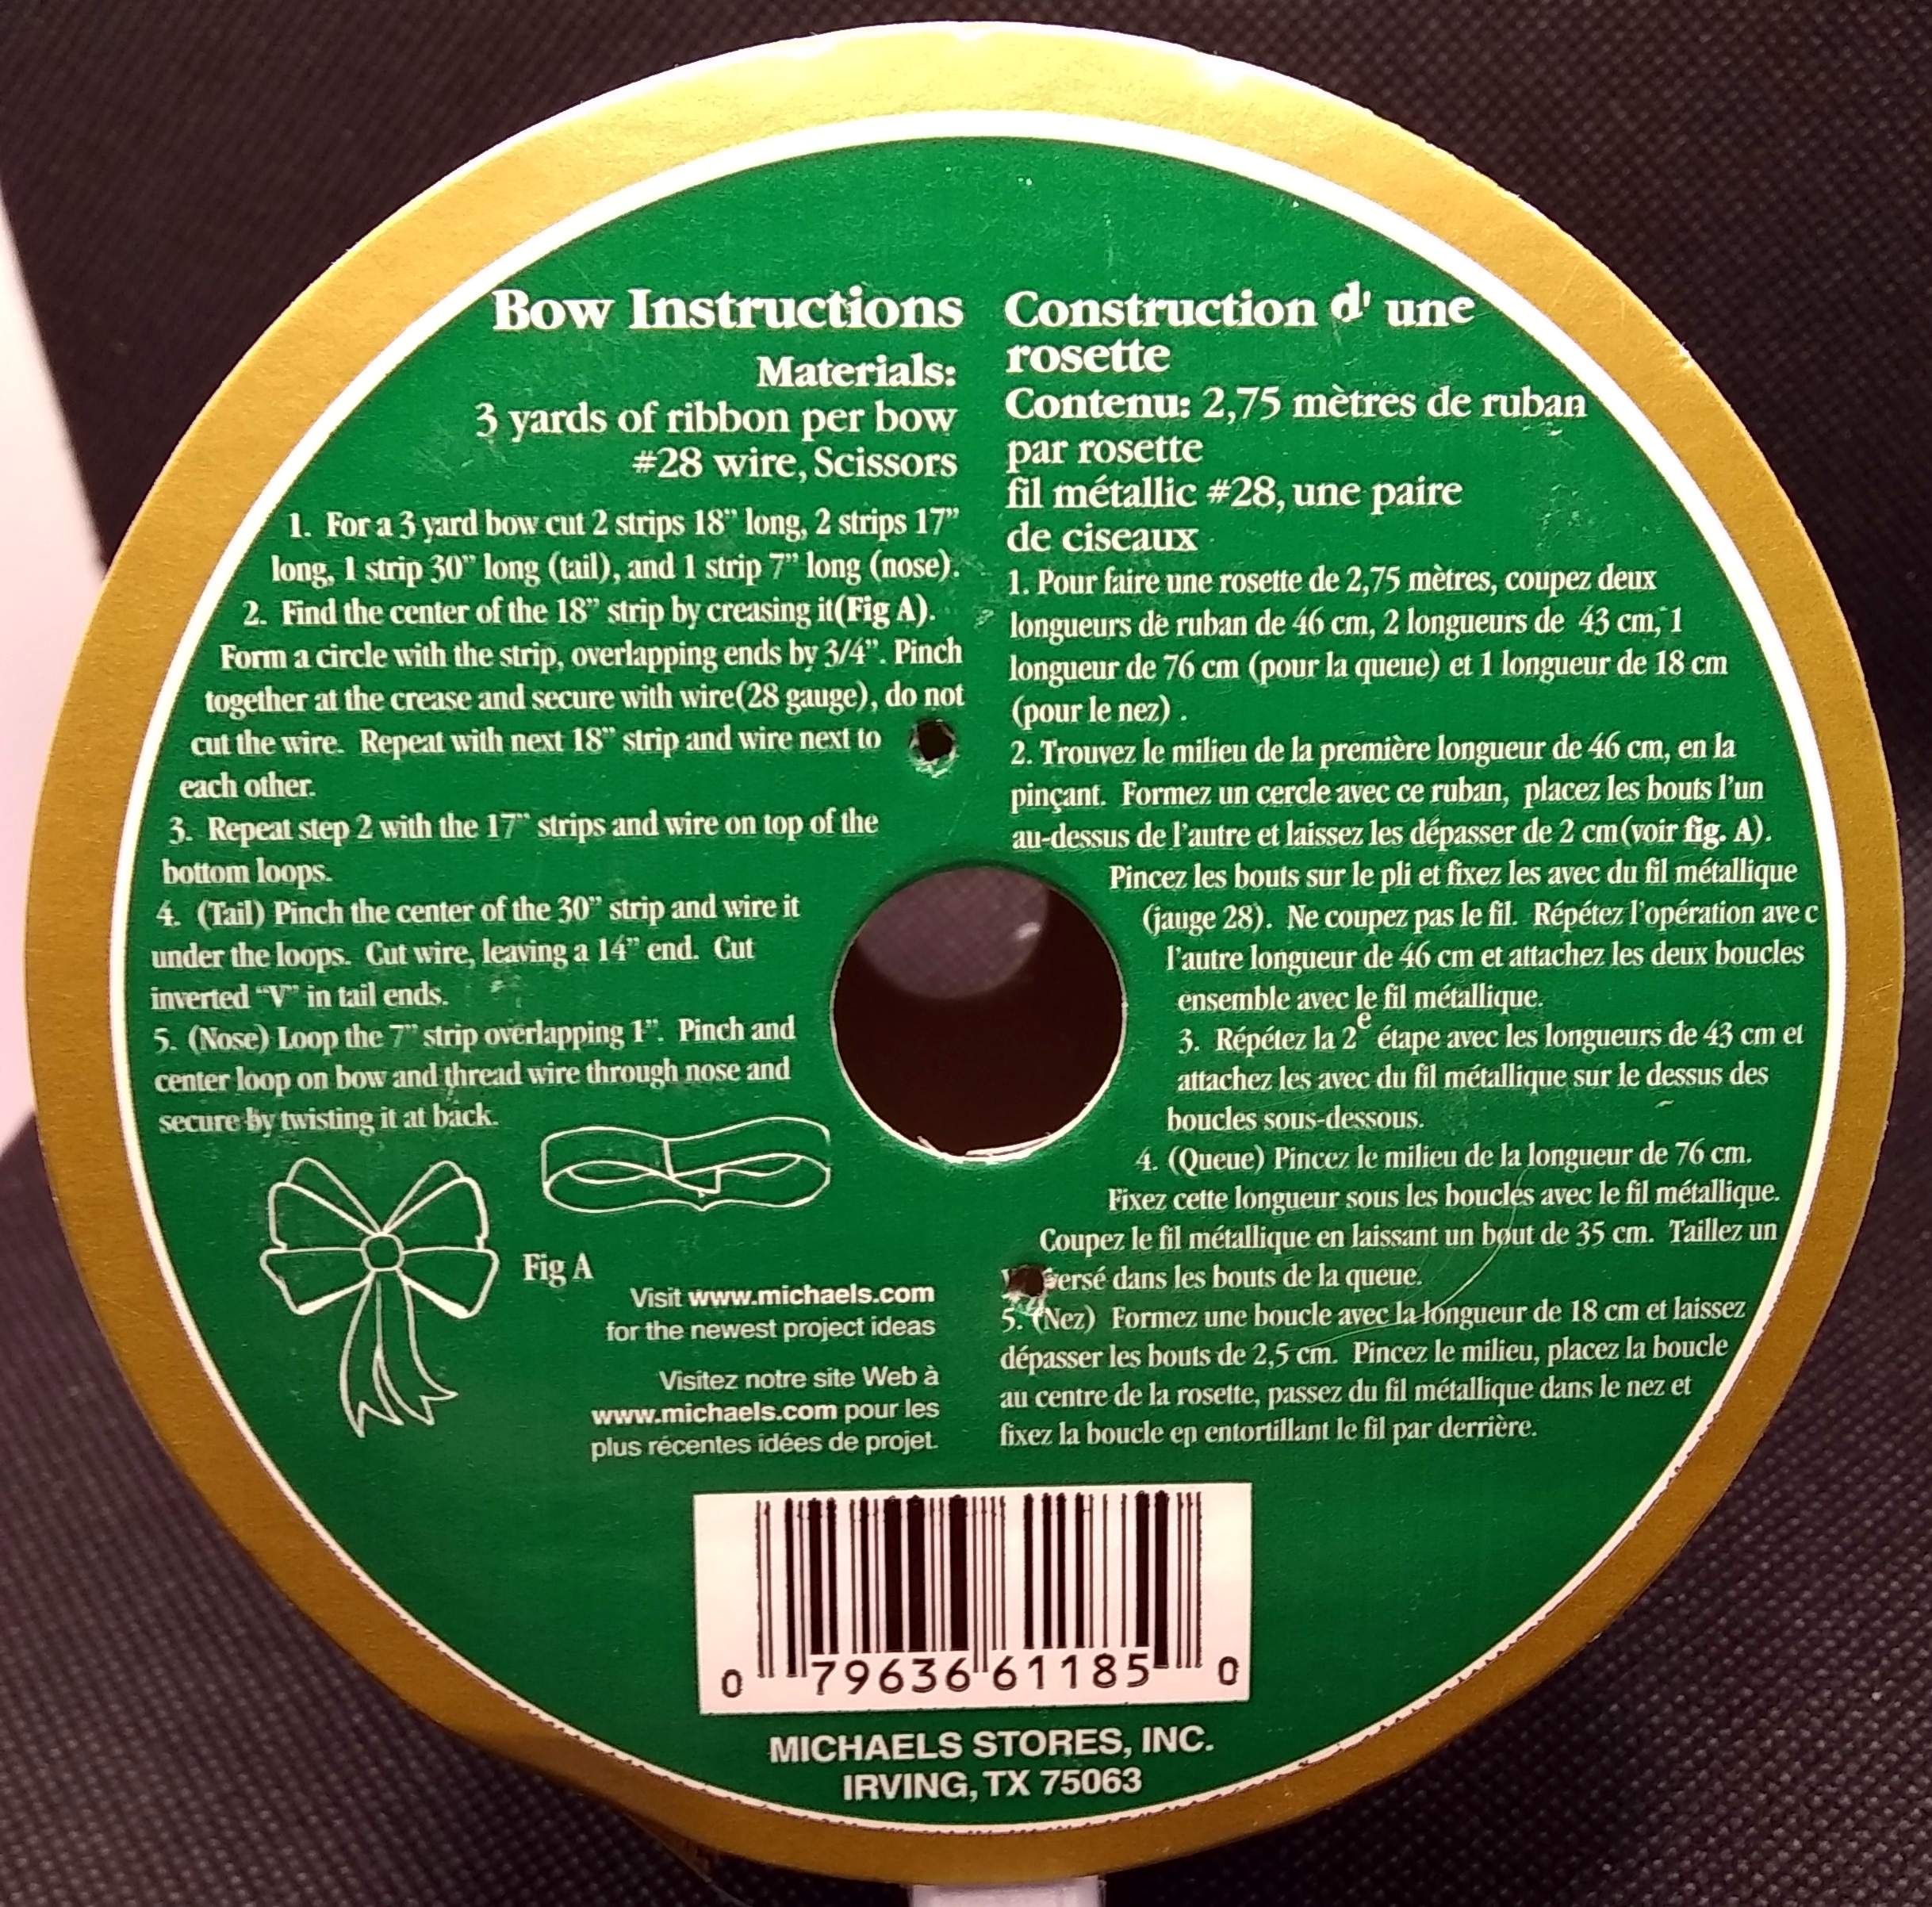 Bow Instructions
Materials:
3 yards of ribbon per bow
#28 wire, Scissors
1. For a 3 yard bow cut 2 strips 18” long, 2 strips 17”
long, 1 strip 30” long (tail), and 1 strip 7” long (nose).
2. Find the center of the 18” strip by creasing it(Fig A).
Form a circle with the strip, overlapping ends by 3/4”. Pinch
together at the crease and secure with wire(28 gauge), do not
cut the wire. Repeat with next 18” strip and wire next to
each other.
3. Repeat step 2 with the 17” strips and wire on top of the
bottom loops.
4. (Tail) Pinch the center of the 30” strip and wire it
under the loops. Cut wire, leaving a 14” end. Cut
inverted “V” in tail ends.
5. (Nose) Loop the 7” strip overlapping 1”. Pinch and
center loop on bow and thread wire through nose and
secure by twisting it at back.
Fig A
Visit www.michaels.com
for the newest project ideas
Visitez notre site Web à
www.michaels.com pour les
plus récentes idées de projet.
Construction d' une
rosette
Contenu: 2,75 mètres de ruban
par rosette
fil métallic #28, une paire
de ciseaux
1. Pour faire une rosette de 2,75 mètres, coupez deux
longueurs de ruban de 46 cm, 2 longueurs de 43 cm, 1
longueur de 76 cm (pour la queue) et 1 longueur de 18 cm
(pour le nez) .
2. Trouvez le milieu de la première longueur de 46 cm, en la
pinçant. Formez un cercle avec ce ruban, placez les bouts l'un
au-dessus de l'autre et laissez les dépasser de 2 cm(voir fig. A).
Pincez les bouts sur le pli et fixez les avec du fil métallique
(jauge 28). Ne coupez pas le fil. Répétez l'opération ave c
l'autre longueur de 46 cm et attachez les deux boucles
ensemble avec le fil métallique.
3. Répétez la 2e étape avec les longueurs de 43 cm et
attachez les avec du fil métallique sur le dessus des
boucles sous-dessous.
4. (Queue) Pincez le milieu de la longueur de 76 cm.
Fixez cette longueur sous les boucles avec le fil métallique.
Coupez le fil métallique en laissant un bout de 35 cm. Taillez un
dans les bouts de la queue.
5. (Nez) Formez une boucle avec la longueur de 18 cm et laissez
dépasser les bouts de 2,5 cm. Pincez le milieu, placez la boucle
au centre de la rosette, passez du fil métallique dans le nez et
fixez la boucle en entortillant le fil par derrière.
0 79636 61185 0
MICHAELS STORES, INC.
IRVING, TX 75063